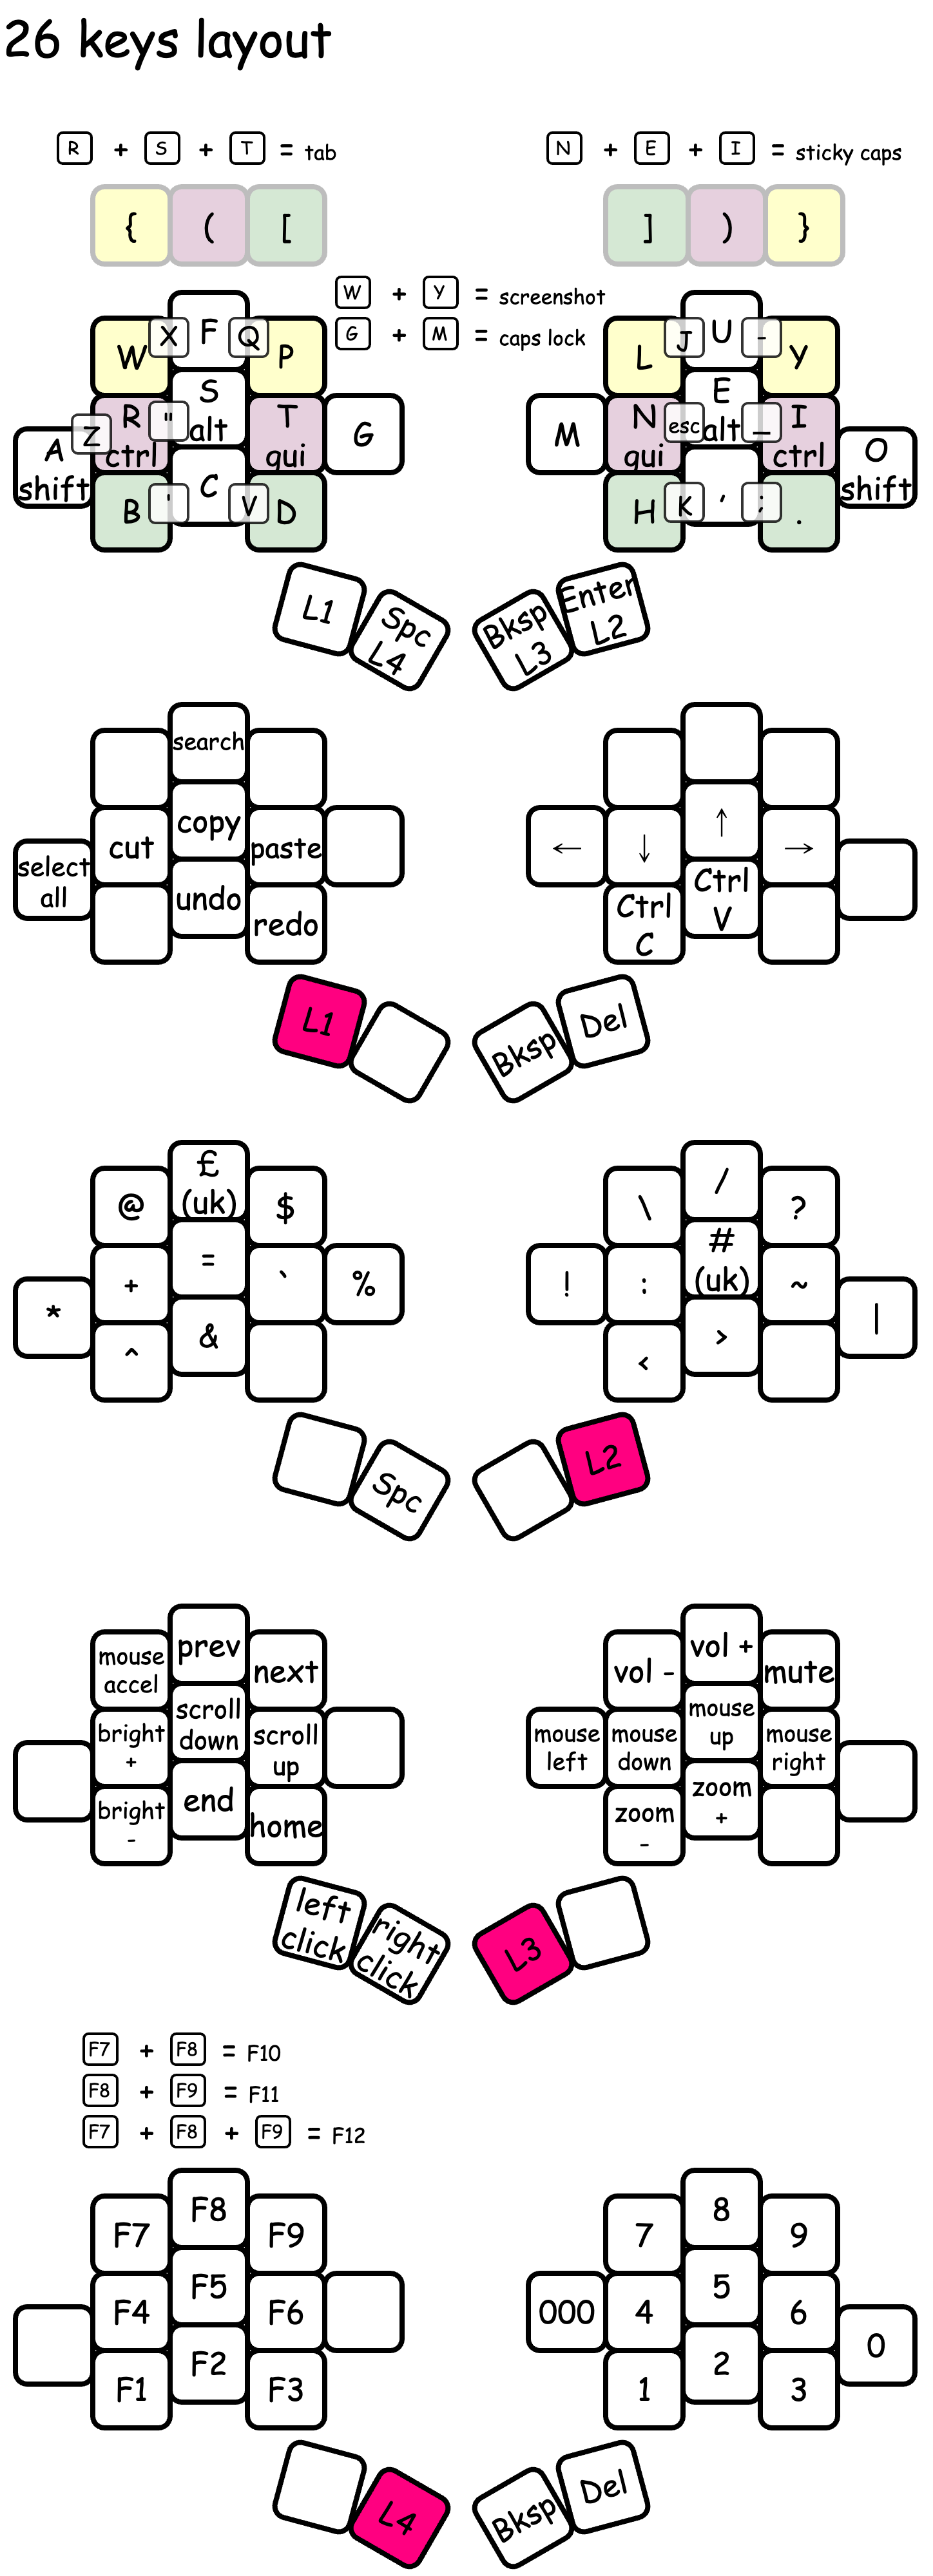 26 keys layout
R + S + T = tab
N + E + I = sticky caps
{ ( [
] ) }
W + Y = screenshot
G + M = caps lock
W X F Q P
L J U - Y
A shift Z R ctrl " S alt T gui G
M N gui esc E alt _ I ctrl O shift
B ' C V D
H K , ; .
L1 Spc L4
Bksp L3 Enter L2
search
select all cut copy paste
← ↓ ↑ →
undo redo
Ctrl C Ctrl V
L1
Bksp Del
@ £ (uk) $
\ / ?
* + = ` %
! : # (uk) ~ |
^ &
< >
Spc
L2
mouse accel prev next
vol - vol + mute
bright + scroll down scroll up
mouse left mouse down mouse up mouse right
bright - end home
zoom - zoom +
left click right click
L3
F7 + F8 = F10
F8 + F9 = F11
F7 + F8 + F9 = F12
F7 F8 F9
7 8 9
F4 F5 F6
000 4 5 6 0
F1 F2 F3
1 2 3
L4
Bksp Del